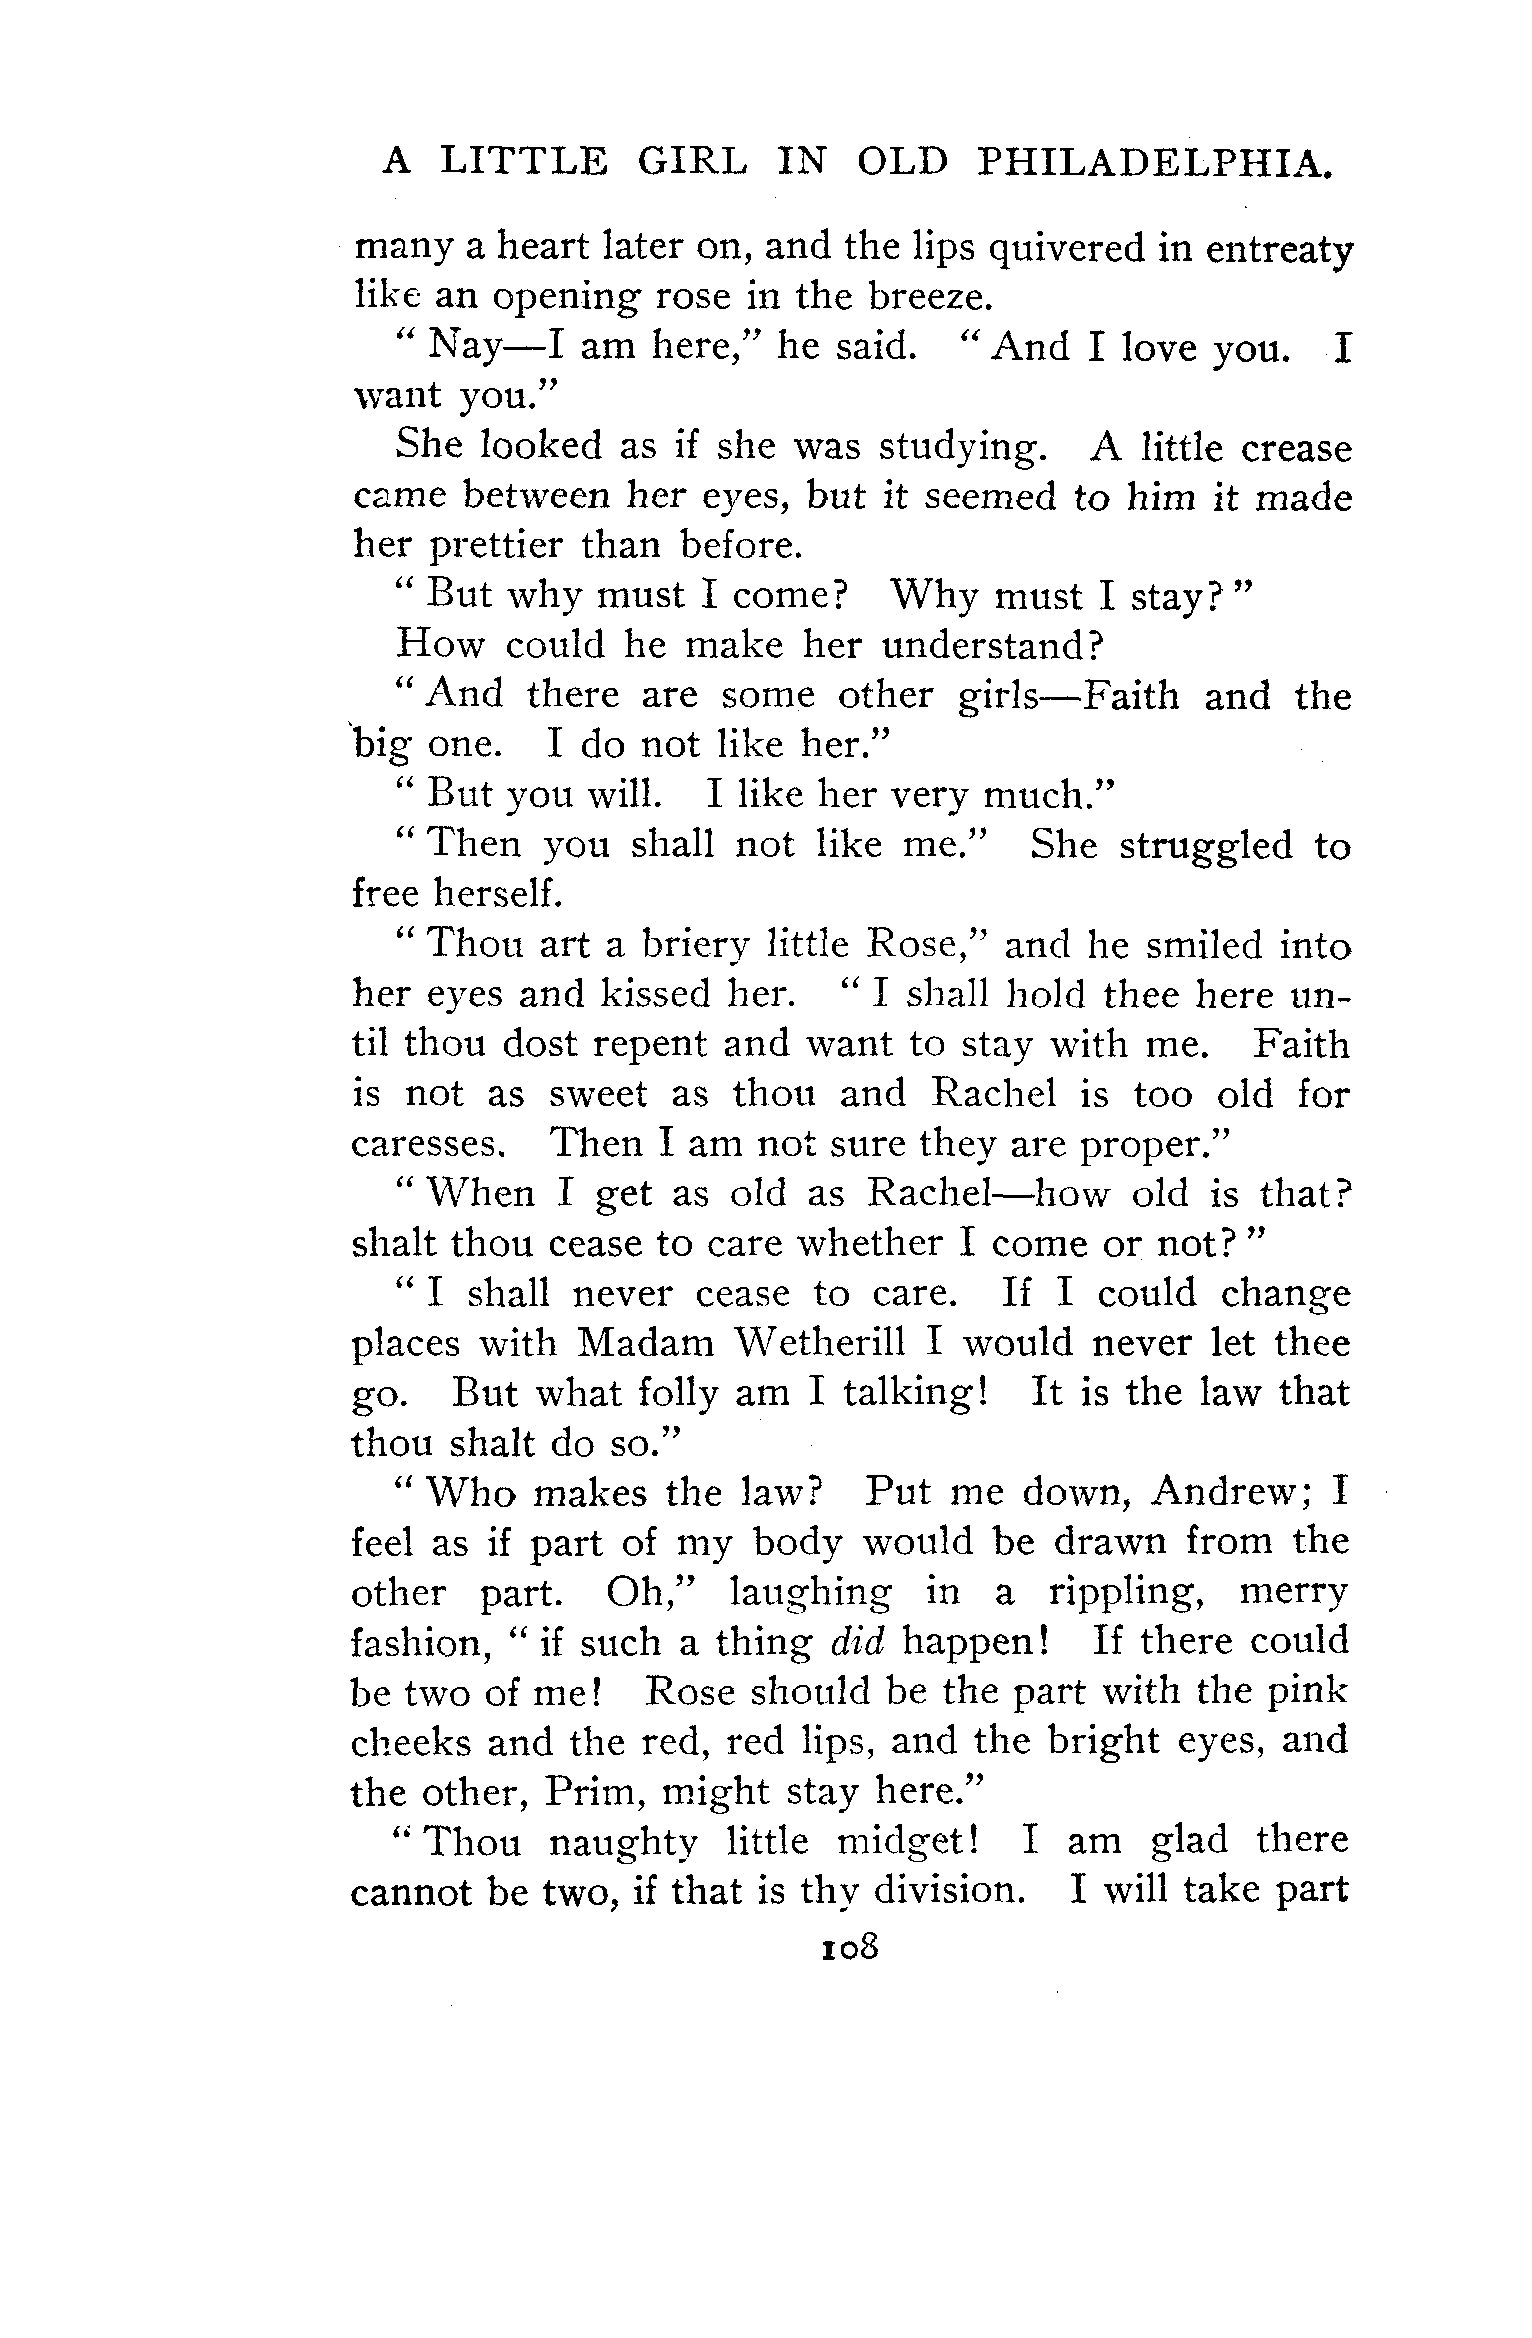 A LITTLE GIRL IN OLD PHILADELPHIA.
many a heart later on, and the lips quivered in entreaty
like an opening rose in the breeze.
“ Nay—I am here,” he said. “ And I love you. I
want you.”
She looked as if she was studying. A little crease
came between her eyes, but it seemed to him it made
her prettier than before.
“ But why must I come? Why must I stay? ”
How could he make her understand?
“ And there are some other girls—Faith and the
big one. I do not like her.”
“ But you will. I like her very much.”
“ Then you shall not like me.” She struggled to
free herself.
“ Thou art a briery little Rose,” and he smiled into
her eyes and kissed her. “ I shall hold thee here un-
til thou dost repent and want to stay with me. Faith
is not as sweet as thou and Rachel is too old for
caresses. Then I am not sure they are proper.”
“ When I get as old as Rachel—how old is that?
shalt thou cease to care whether I come or not? ”
“ I shall never cease to care. If I could change
places with Madam Wetherill I would never let thee
go. But what folly am I talking! It is the law that
thou shalt do so.”
“ Who makes the law? Put me down, Andrew; I
feel as if part of my body would be drawn from the
other part. Oh,” laughing in a rippling, merry
fashion, “ if such a thing did happen! If there could
be two of me! Rose should be the part with the pink
cheeks and the red, red lips, and the bright eyes, and
the other, Prim, might stay here.”
“ Thou naughty little midget! I am glad there
cannot be two, if that is thy division. I will take part
108